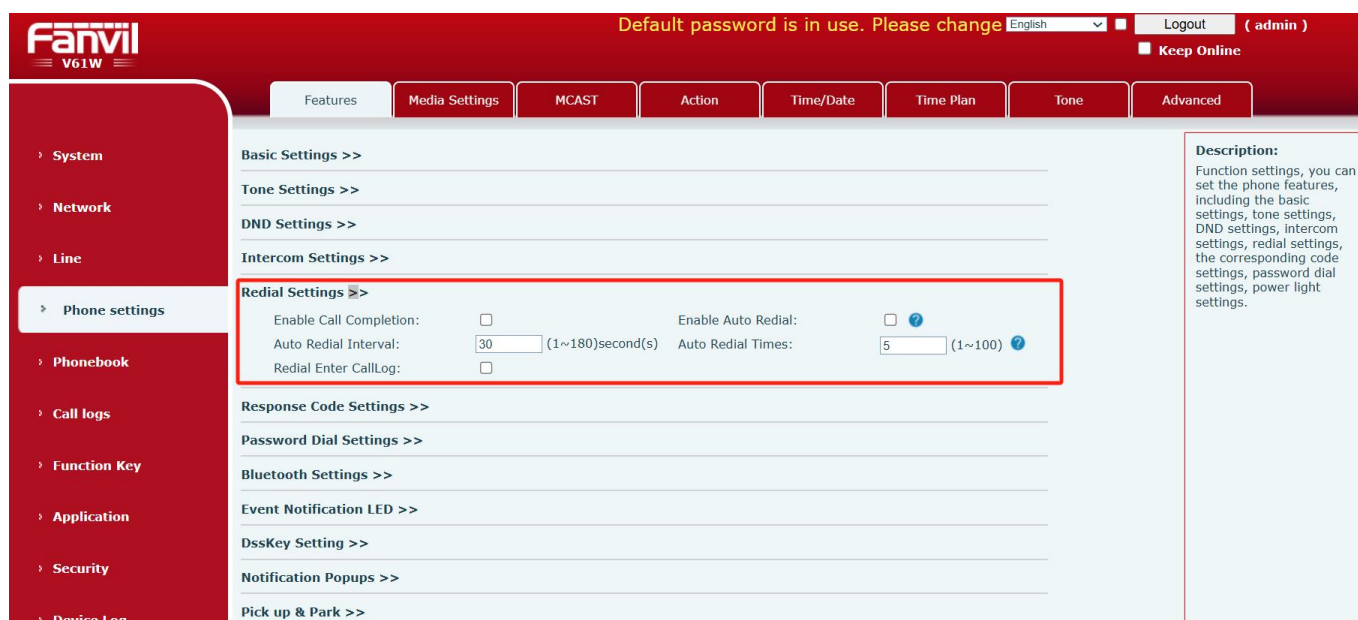 Fanvil
V61W
Default password is in use. Please change
English
Logout
( admin )
Keep Online
Features
Media Settings
MCAST
Action
Time/Date
Time Plan
Tone
Advanced
› System
› Network
› Line
› Phone settings
› Phonebook
› Call logs
› Function Key
› Application
› Security
› Device Log
Basic Settings >>
Tone Settings >>
DND Settings >>
Intercom Settings >>
Redial Settings >>
Enable Call Completion:
Enable Auto Redial:
Auto Redial Interval: 30 (1~180)second(s)
Auto Redial Times: 5 (1~100)
Redial Enter CallLog:
Response Code Settings >>
Password Dial Settings >>
Bluetooth Settings >>
Event Notification LED >>
DssKey Setting >>
Notification Popups >>
Pick up & Park >>
Description:
Function settings, you can
set the phone features,
including the basic
settings, tone settings,
DND settings, intercom
settings, redial settings,
the corresponding code
settings, password dial
settings, power light
settings.